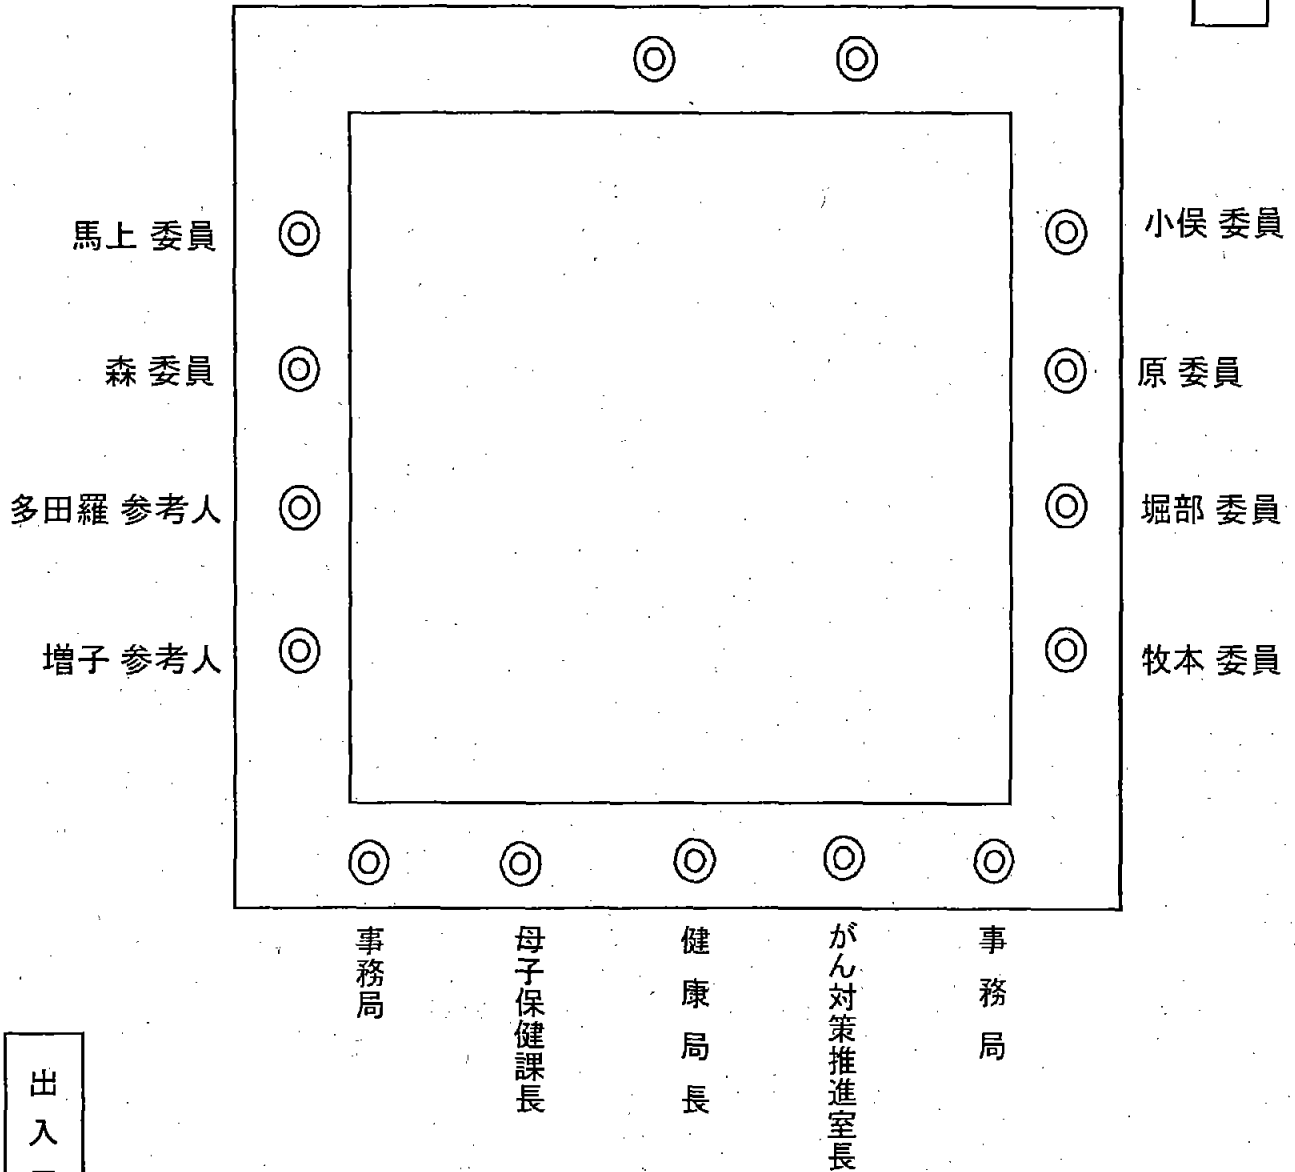 馬上 委員
小俣 委員
森 委員
原 委員
多田羅 参考人
堀部 委員
増子 参考人
牧本 委員
事務局
母子保健課長
健康局長
がん対策推進室長
事務局
出入